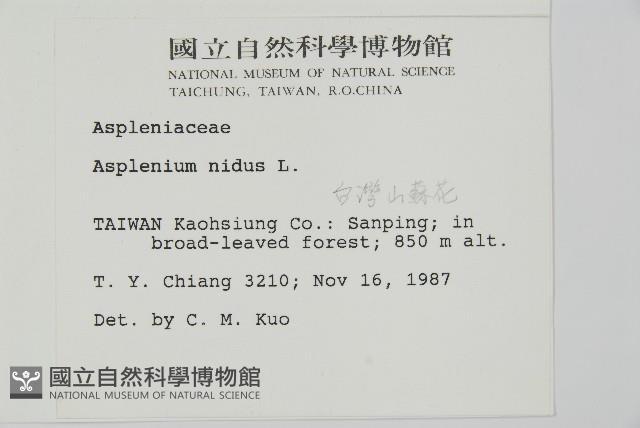 國立自然科學博物館
NATIONAL MUSEUM OF NATURAL SCIENCE
TAICHUNG, TAIWAN, R.O.CHINA
Aspleniaceae
Asplenium nidus L.
台灣山蘇花
TAIWAN Kaohsiung Co.: Sanping; in
broad-leaved forest; 850 m alt.
T. Y. Chiang 3210; Nov 16, 1987
Det. by C. M. Kuo
國立自然科學博物館
NATIONAL MUSEUM OF NATURAL SCIENCE